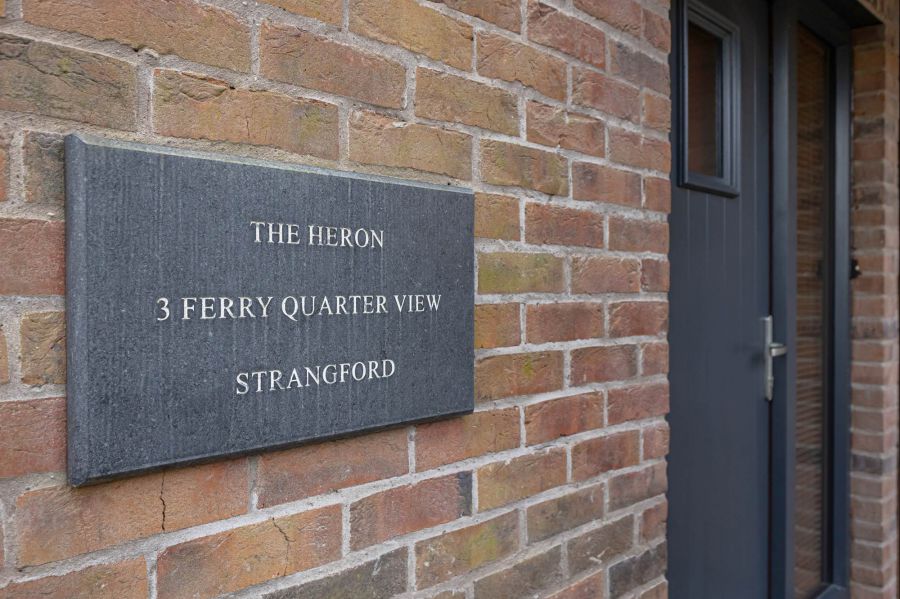 THE HERON
3 FERRY QUARTER VIEW
STRANGFORD